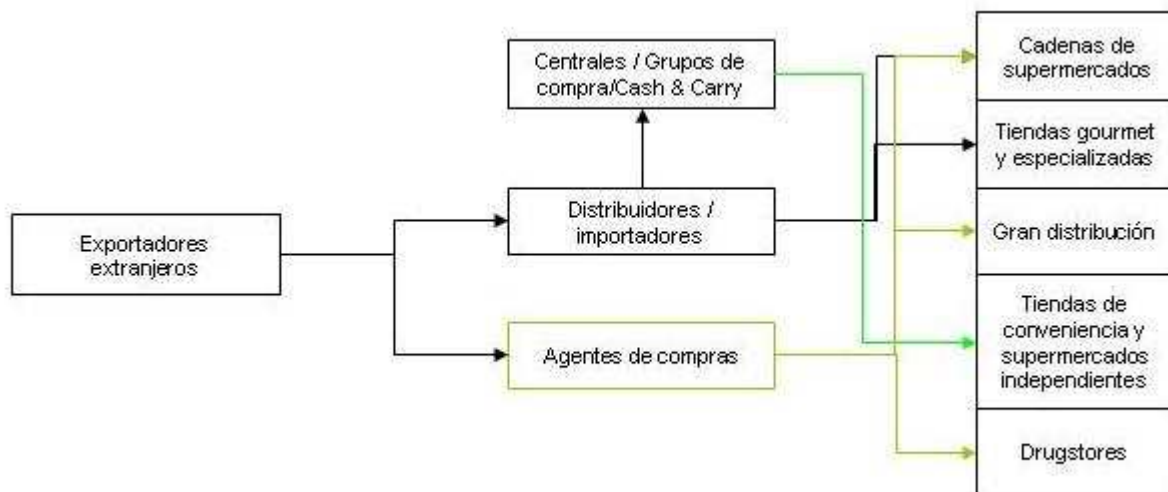 Centrales / Grupos de
compra/Cash & Carry
Distribuidores /
importadores
Exportadores
extranjeros
Agentes de compras
Cadenas de
supermercados
Tiendas gourmet
y especializadas
Gran distribución
Tiendas de
conveniencia y
supermercados
independientes
Drugstores